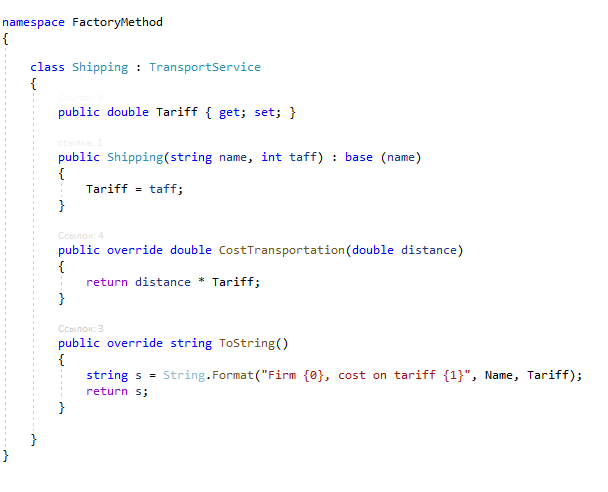 namespace FactoryMethod
{
class Shipping : TransportService
{
public double Tariff { get; set; }
ссылка: 1
public Shipping(string name, int taff) : base (name)
{
Tariff = taff;
}
Ссылок: 4
public override double CostTransportation(double distance)
{
return distance * Tariff;
}
Ссылок: 3
public override string ToString()
{
string s = String.Format("Firm {0}, cost on tariff {1}", Name, Tariff);
return s;
}
}
}